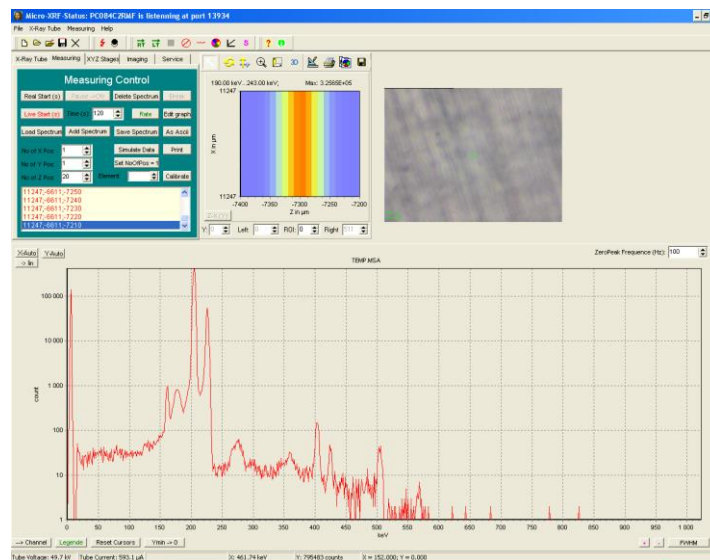 Micro-XRF-Status: PC084C2RMF is listenning at port 13934
File X-Ray Tube Measuring Help
X-Ray Tube Measuring XYZ Stages Imaging Service
Measuring Control
Real Start (s) Delete Spectrum
Live Start (s) 120 Rate Edit graph
Load Spectrum Add Spectrum Save Spectrum As Ascii
No of X Pos: 1 Simulate Data Print
No of Y Pos: 1 Set NoOfPos = 1
No of Z Pos: 20 Element: Calibrate
11247;-6611;-7250
11247;-6611;-7240
11247;-6611;-7230
11247;-6611;-7220
11247;-6611;-7210
3D
190.00 keV...243.00 keV; Max: 3.2565E+05
11247
X in µm
11247
-7400 -7350 -7300 -7250 -7200
Z in µm
Y: 0 Left: 0 ROI: 0 Right
X-Auto Y-Auto
-> lin
ZeroPeak Frequency (Hz): 100
TEMP.MSA
100 000
10 000
1 000
100
10
1
count
0 50 100 150 200 250 300 350 400 450 500 550 600 650 700 750 800 850 900 950 1 000
keV
--> Channel Legende Reset Cursors Ymin -> 0 + - FWHM
Tube Voltage: 49.7 kV Tube Current: 593.1 µA X: 461.74 keV Y: 795483 counts X = 152.000; Y = 0.000